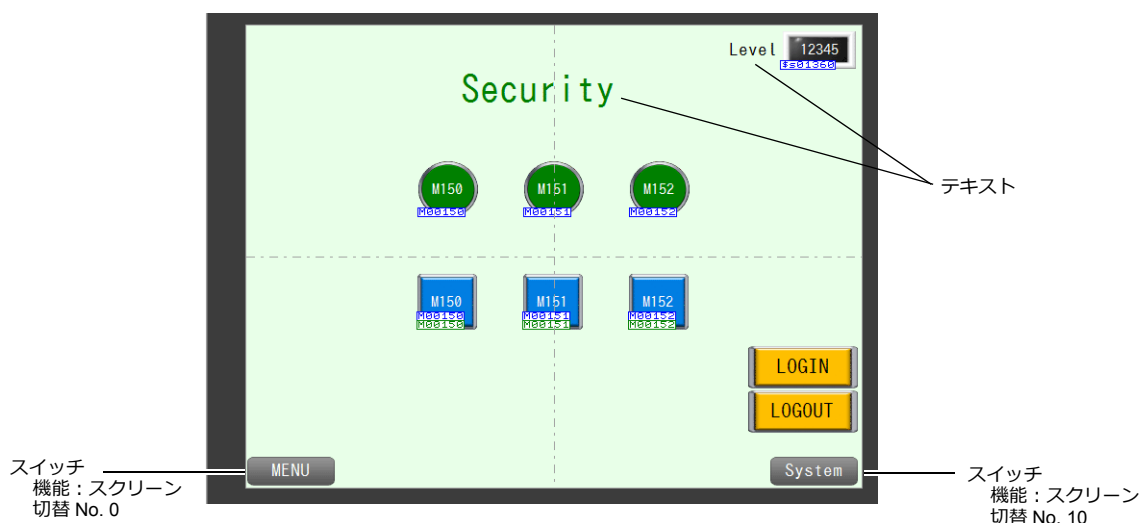 Level 12345
$s01360
Security
テキスト
M150 M151 M152
M00150 M00151 M00152
M150 M151 M152
M00150 M00151 M00152
M00150 M00151 M00152
LOGIN
LOGOUT
MENU
System
スイッチ
機能：スクリーン
切替 No. 0
スイッチ
機能：スクリーン
切替 No. 10